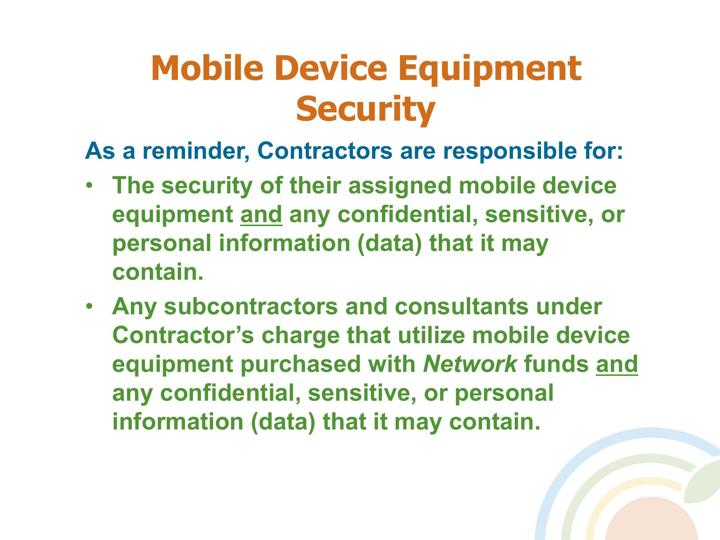 Mobile Device Equipment
Security
As a reminder, Contractors are responsible for:
• The security of their assigned mobile device
equipment and any confidential, sensitive, or
personal information (data) that it may
contain.
• Any subcontractors and consultants under
Contractor’s charge that utilize mobile device
equipment purchased with Network funds and
any confidential, sensitive, or personal
information (data) that it may contain.